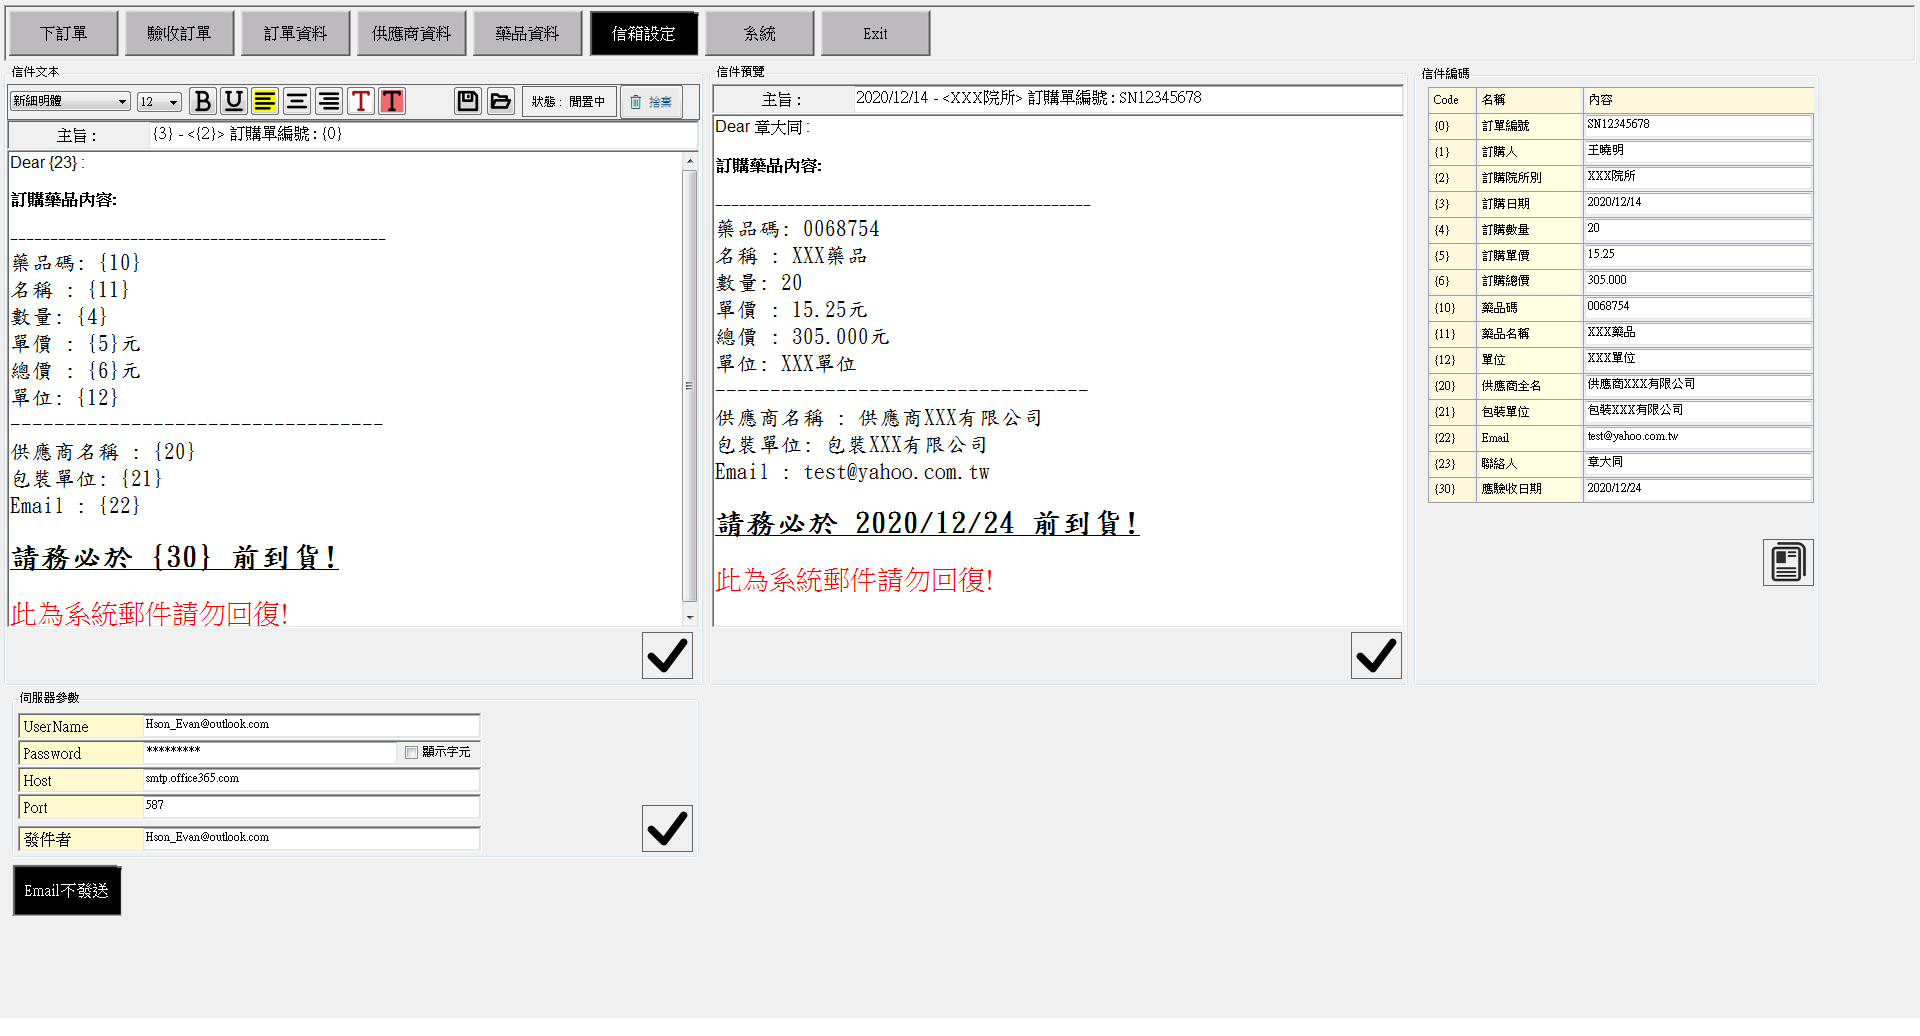 下訂單 驗收訂單 訂單資料 供應商資料 藥品資料 信箱設定 系統 Exit
信件文本
新細明體 12 B U T T 狀態 : 閒置中 捨棄
主旨 : {3} - <{2}> 訂購單編號 : {0}
Dear {23} :
訂購藥品內容:
-----------------------------------------------
藥品碼: {10}
名稱 : {11}
數量: {4}
單價 : {5}元
總價 : {6}元
單位: {12}
----------------------------------
供應商名稱 : {20}
包裝單位: {21}
Email : {22}
請務必於 {30} 前到貨!
此為系統郵件請勿回復!
信件預覽
主旨 : 2020/12/14 - <XXX院所> 訂購單編號 : SN12345678
Dear 章大同 :
訂購藥品內容:
-----------------------------------------------
藥品碼: 0068754
名稱 : XXX藥品
數量: 20
單價 : 15.25元
總價 : 305.000元
單位: XXX單位
----------------------------------
供應商名稱 : 供應商XXX有限公司
包裝單位: 包裝XXX有限公司
Email : test@yahoo.com.tw
請務必於 2020/12/24 前到貨!
此為系統郵件請勿回復!
信件編碼
Code 名稱 內容
{0} 訂單編號 SN12345678
{1} 訂購人 王曉明
{2} 訂購院所別 XXX院所
{3} 訂購日期 2020/12/14
{4} 訂購數量 20
{5} 訂購單價 15.25
{6} 訂購總價 305.000
{10} 藥品碼 0068754
{11} 藥品名稱 XXX藥品
{12} 單位 XXX單位
{20} 供應商全名 供應商XXX有限公司
{21} 包裝單位 包裝XXX有限公司
{22} Email test@yahoo.com.tw
{23} 聯絡人 章大同
{30} 應驗收日期 2020/12/24
伺服器參數
UserName Hson_Evan@outlook.com
Password ********* 顯示字元
Host smtp.office365.com
Port 587
發件者 Hson_Evan@outlook.com
Email不發送